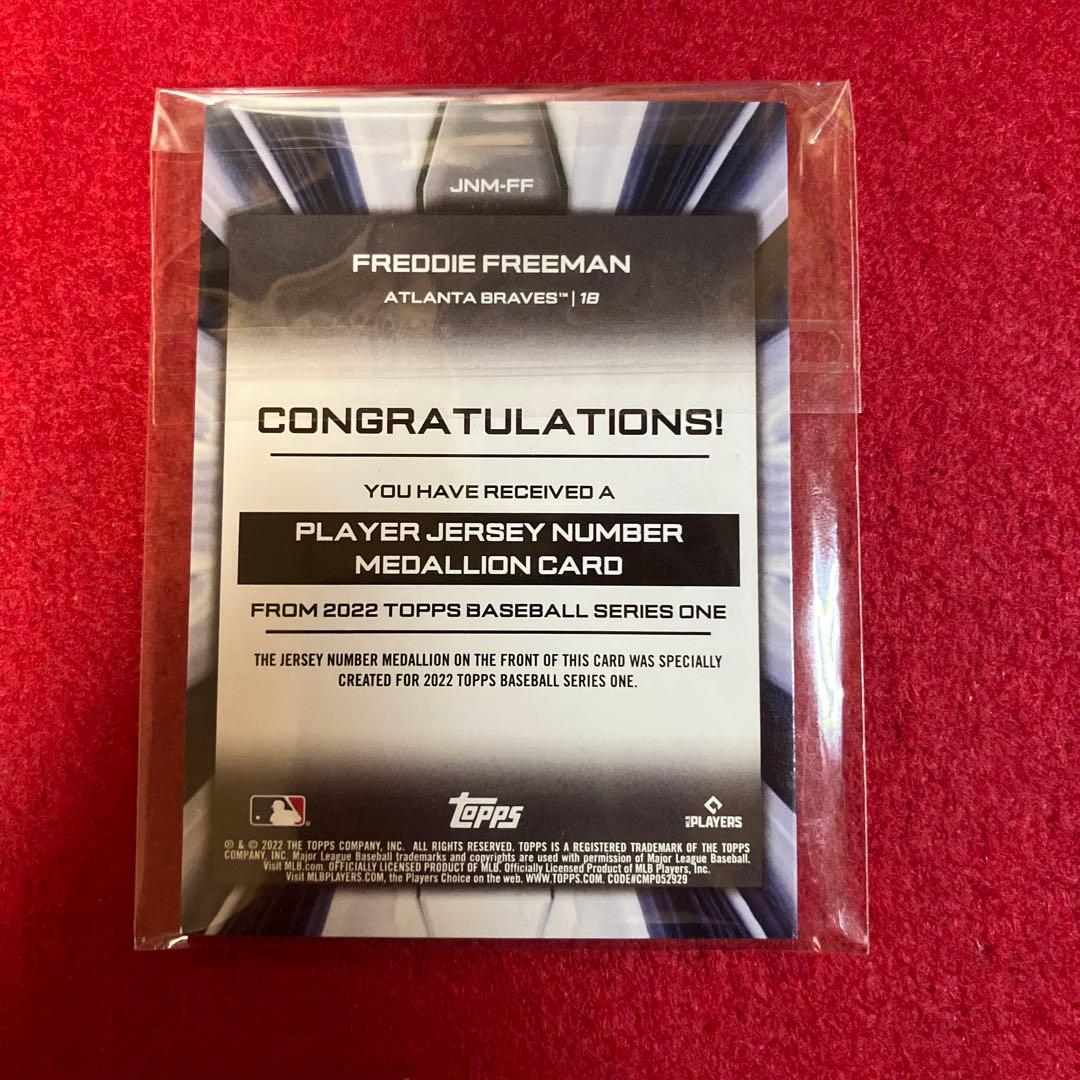 JNM-FF
FREDDIE FREEMAN
ATLANTA BRAVES™ | 1B
CONGRATULATIONS!
YOU HAVE RECEIVED A
PLAYER JERSEY NUMBER
MEDALLION CARD
FROM 2022 TOPPS BASEBALL SERIES ONE
THE JERSEY NUMBER MEDALLION ON THE FRONT OF THIS CARD WAS SPECIALLY
CREATED FOR 2022 TOPPS BASEBALL SERIES ONE.
topps
MLB PLAYERS
® & © 2022 THE TOPPS COMPANY, INC. ALL RIGHTS RESERVED. TOPPS IS A REGISTERED TRADEMARK OF THE TOPPS
COMPANY, INC. Major League Baseball trademarks and copyrights are used with permission of Major League Baseball.
Visit MLB.com. OFFICIALLY LICENSED PRODUCT OF MLB. Officially Licensed Product of MLB Players, Inc.
Visit MLBPLAYERS.COM, the Players Choice on the web. WWW.TOPPS.COM. CODE#CMP052929